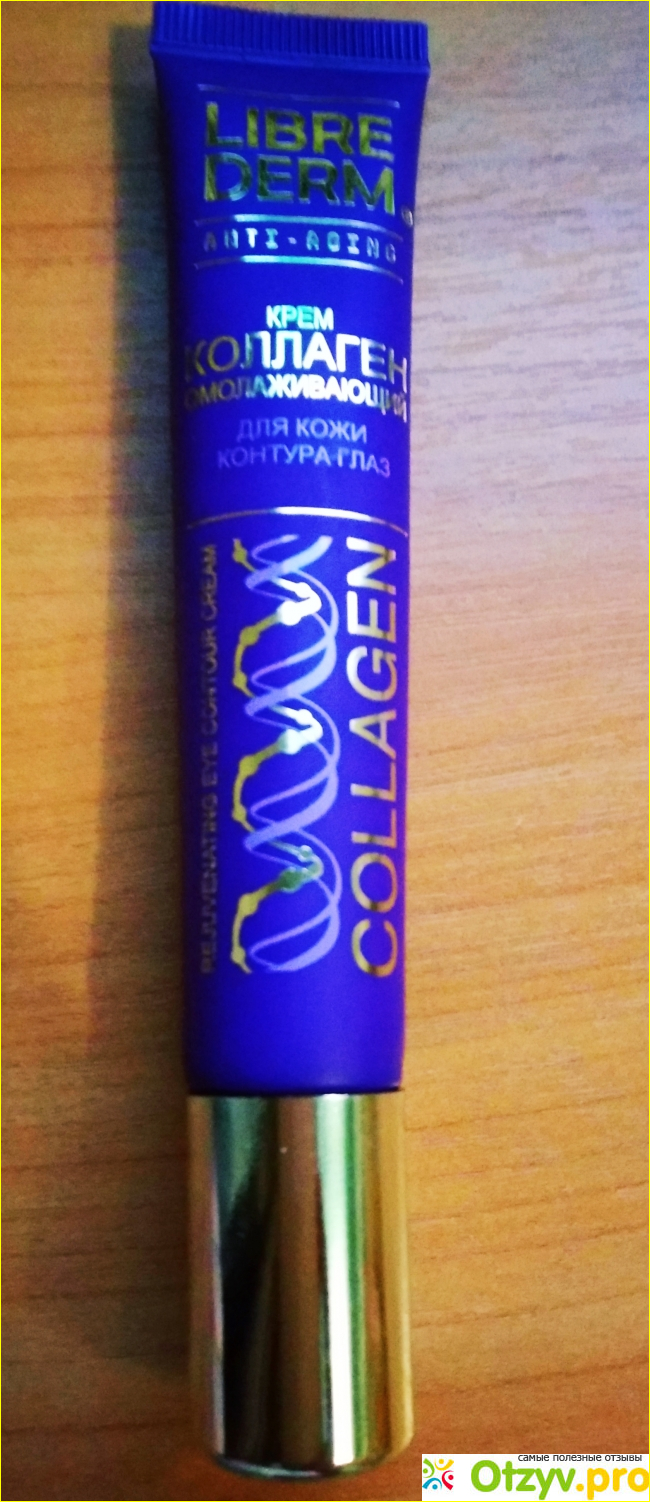 LIBRE
DERM
ANTI-AGING
КРЕМ
КОЛЛАГЕН
ОМОЛАЖИВАЮЩИЙ
ДЛЯ КОЖИ
КОНТУРА ГЛАЗ
REJUVENATING EYE CONTOUR CREAM
COLLAGEN
самые полезные отзывы
Otzyv.pro